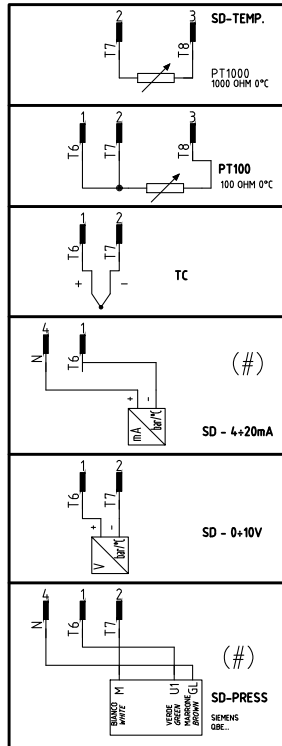 2 3 SD-TEMP.
T7 T8
PT1000
1000 OHM 0°C
1 2 3
T6 T7 T8
PT100
100 OHM 0°C
1 2
T6 T7
+ -
TC
4 1
N T6
(#)
+ -
mA bar/°C
SD - 4÷20mA
1 2
T6 T7
+ -
V bar/°C
SD - 0÷10V
4 1 2
N T6 T7
(#)
M U1 GL
BIANCO
WHITE
VERDE
GREEN
MARRONE
BROWN
SD-PRESS
SIEMENS
QBE...